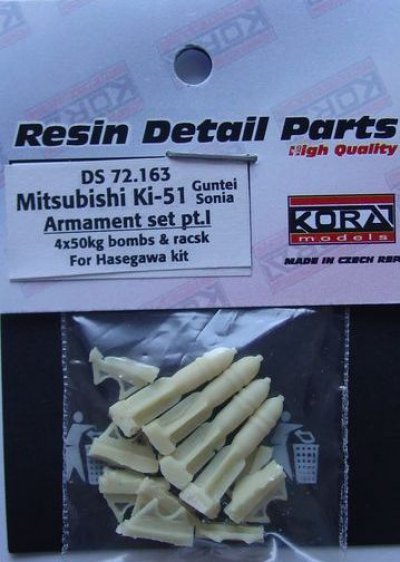 Resin Detail Parts
High Quality
DS 72.163
Mitsubishi Ki-51 Guntei Sonia
Armament set pt.I
4x50kg bombs & racsk
For Hasegawa kit
KORA
models
MADE IN CZECH REP